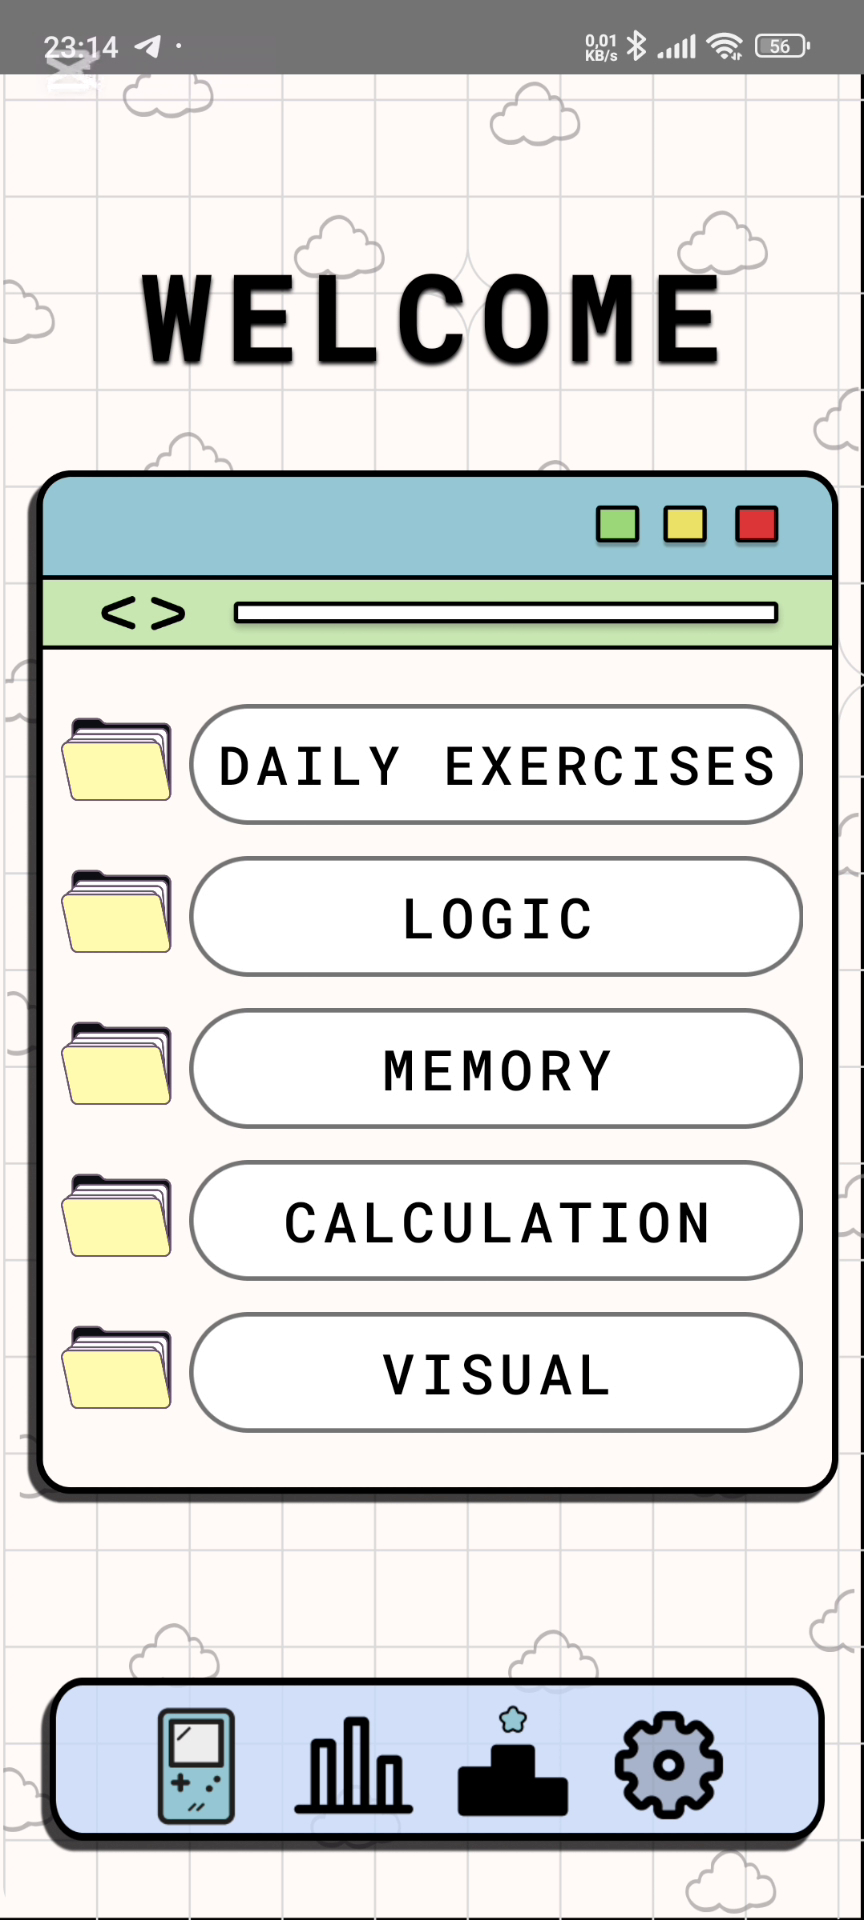 23:14
0,01
KB/s
56
WELCOME
< >
DAILY EXERCISES
LOGIC
MEMORY
CALCULATION
VISUAL